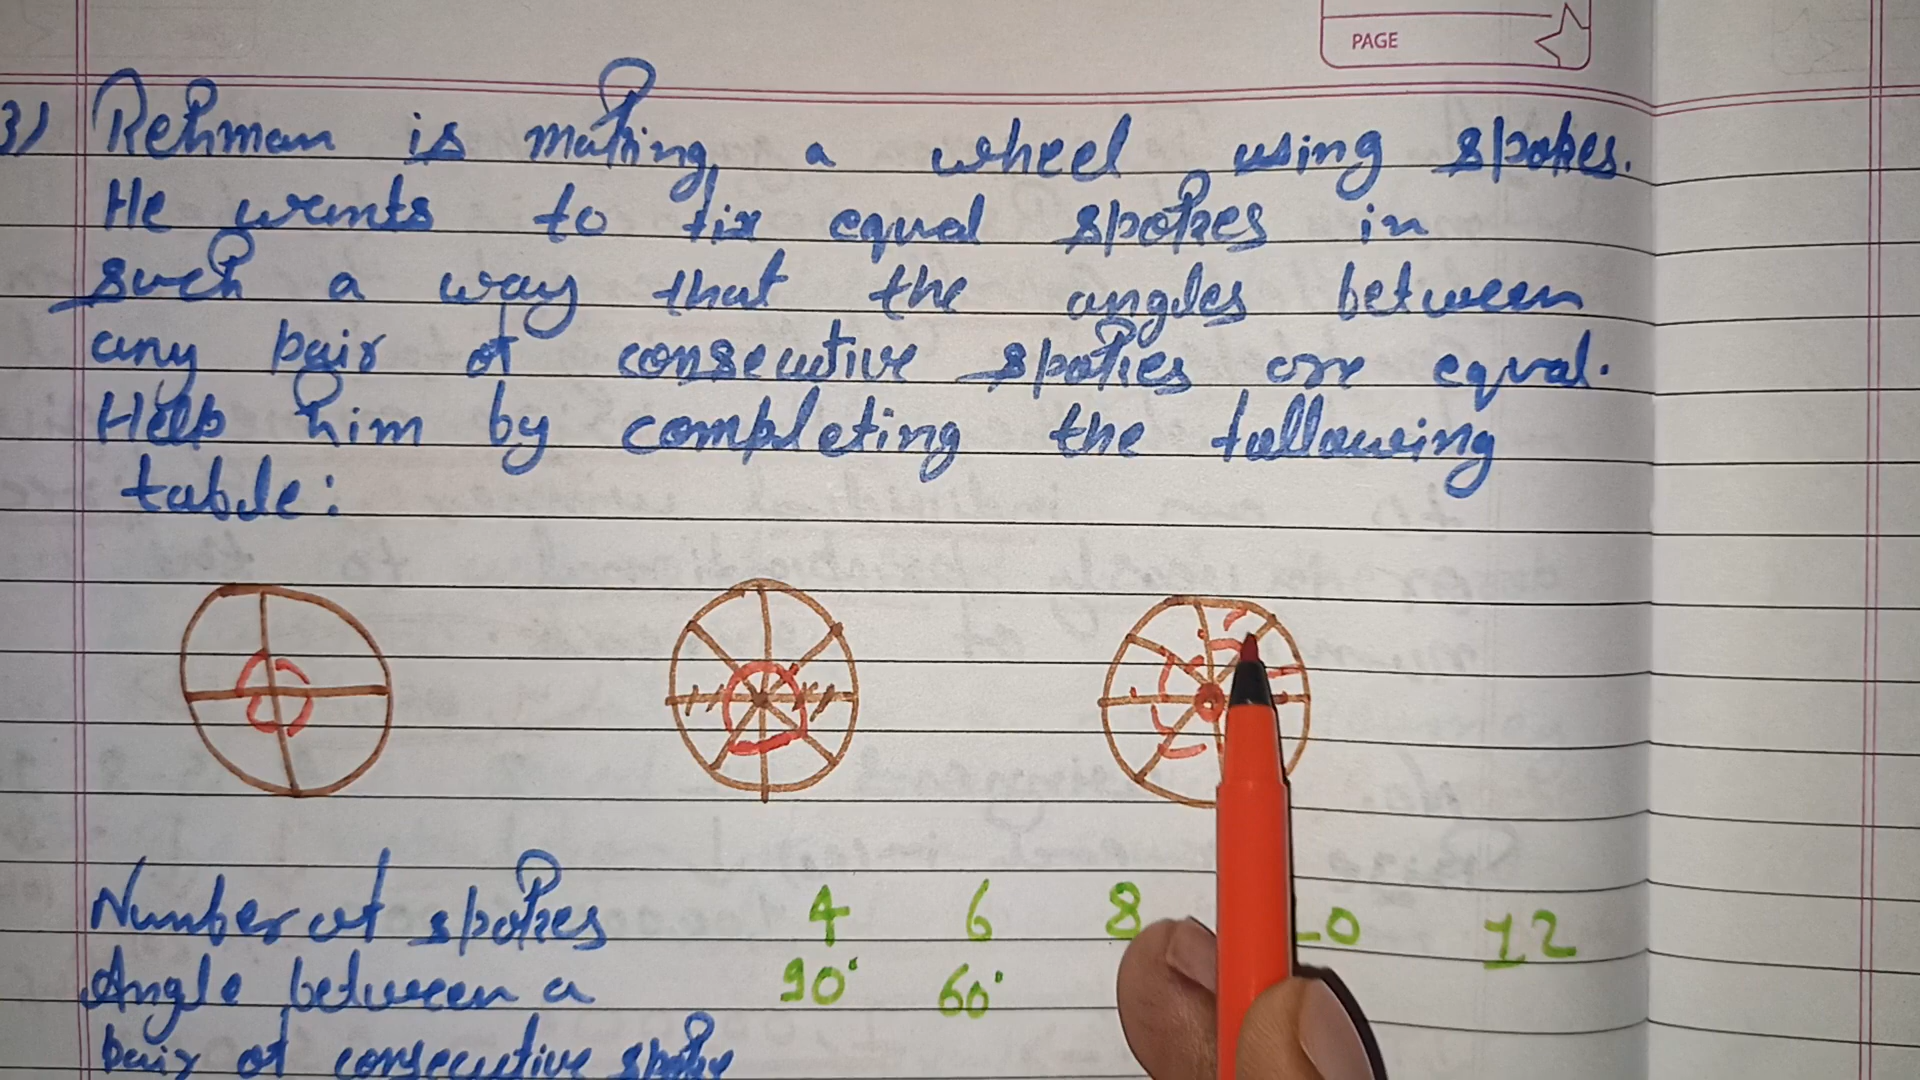 PAGE
3) Rehman is making a wheel using spokes.
He wants to fix equal spokes in
such a way that the angles between
any pair of consecutive spokes are equal.
Help him by completing the following
table:
Number of spokes 4 6 8 10 12
Angle between a 90° 60°
pair of consecutive spoke